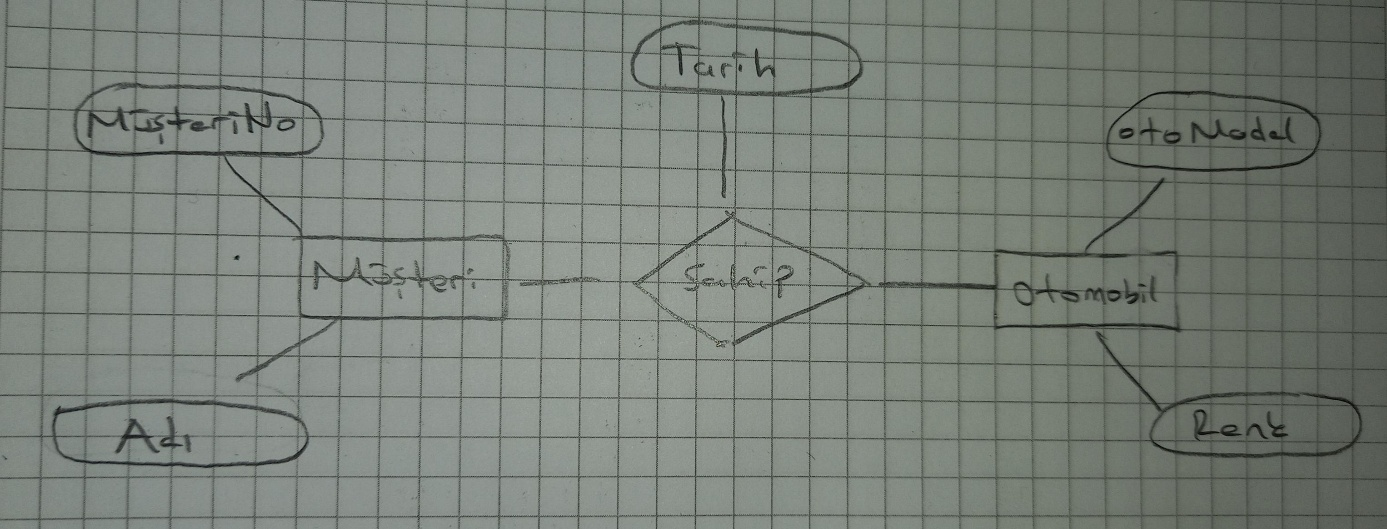 Tarih
MüşteriNo
otoModel
Müşteri
Sahip
otomobil
Adı
Renk